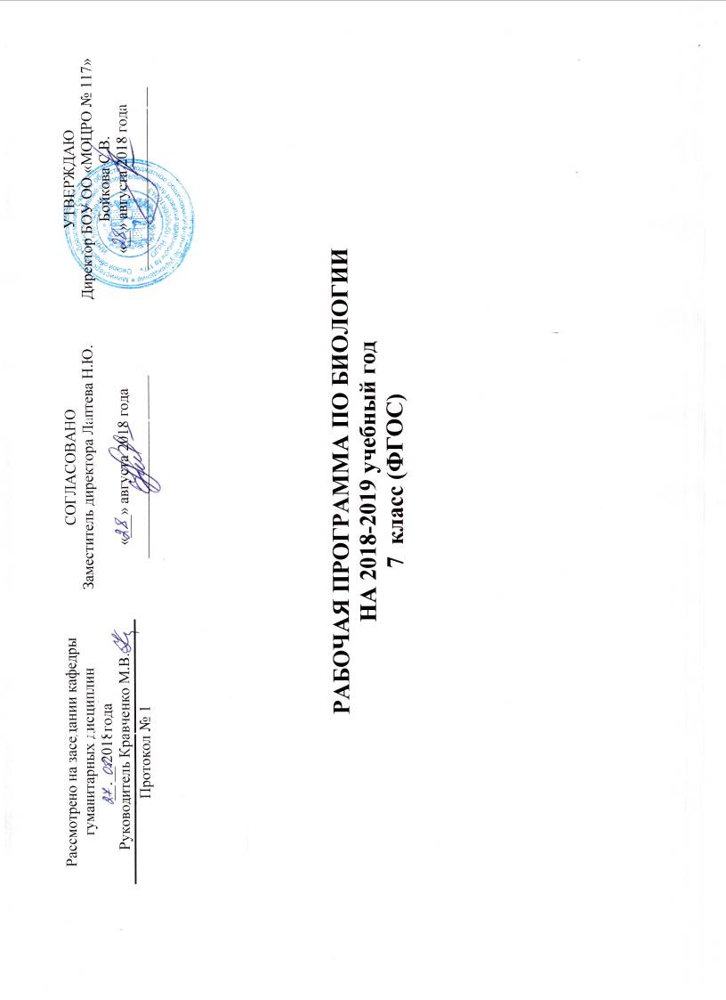 Рассмотрено на заседании кафедры
гуманитарных дисциплин
27. 08 2018года
Руководитель Кравченко М.В.
Протокол № 1
СОГЛАСОВАНО
Заместитель директора Лаптева Н.Ю.
«28» августа 2018 года
УТВЕРЖДАЮ
Директор БОУ ОО «МОЦРО № 117»
Бойкова С.В.
«28» августа 2018 года
РАБОЧАЯ ПРОГРАММА ПО БИОЛОГИИ
НА 2018-2019 учебный год
7 класс (ФГОС)